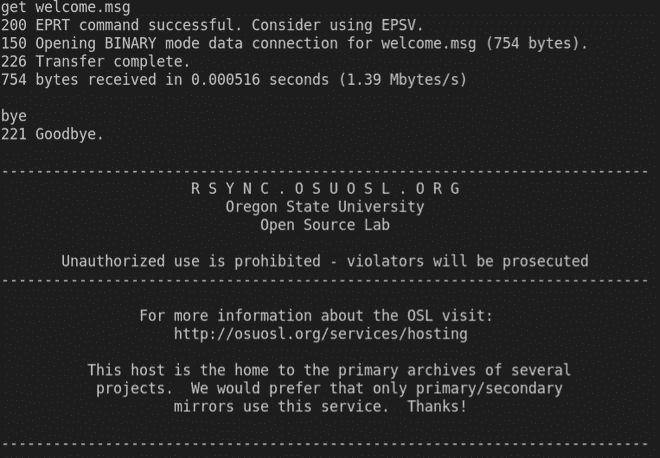 get welcome.msg
200 EPRT command successful. Consider using EPSV.
150 Opening BINARY mode data connection for welcome.msg (754 bytes).
226 Transfer complete.
754 bytes received in 0.000516 seconds (1.39 Mbytes/s)
bye
221 Goodbye.
---------------------------------------------------------------------------
R S Y N C . O S U O S L . O R G
Oregon State University
Open Source Lab
Unauthorized use is prohibited - violators will be prosecuted
---------------------------------------------------------------------------
For more information about the OSL visit:
http://osuosl.org/services/hosting
This host is the home to the primary archives of several
projects.  We would prefer that only primary/secondary
mirrors use this service.  Thanks!
---------------------------------------------------------------------------